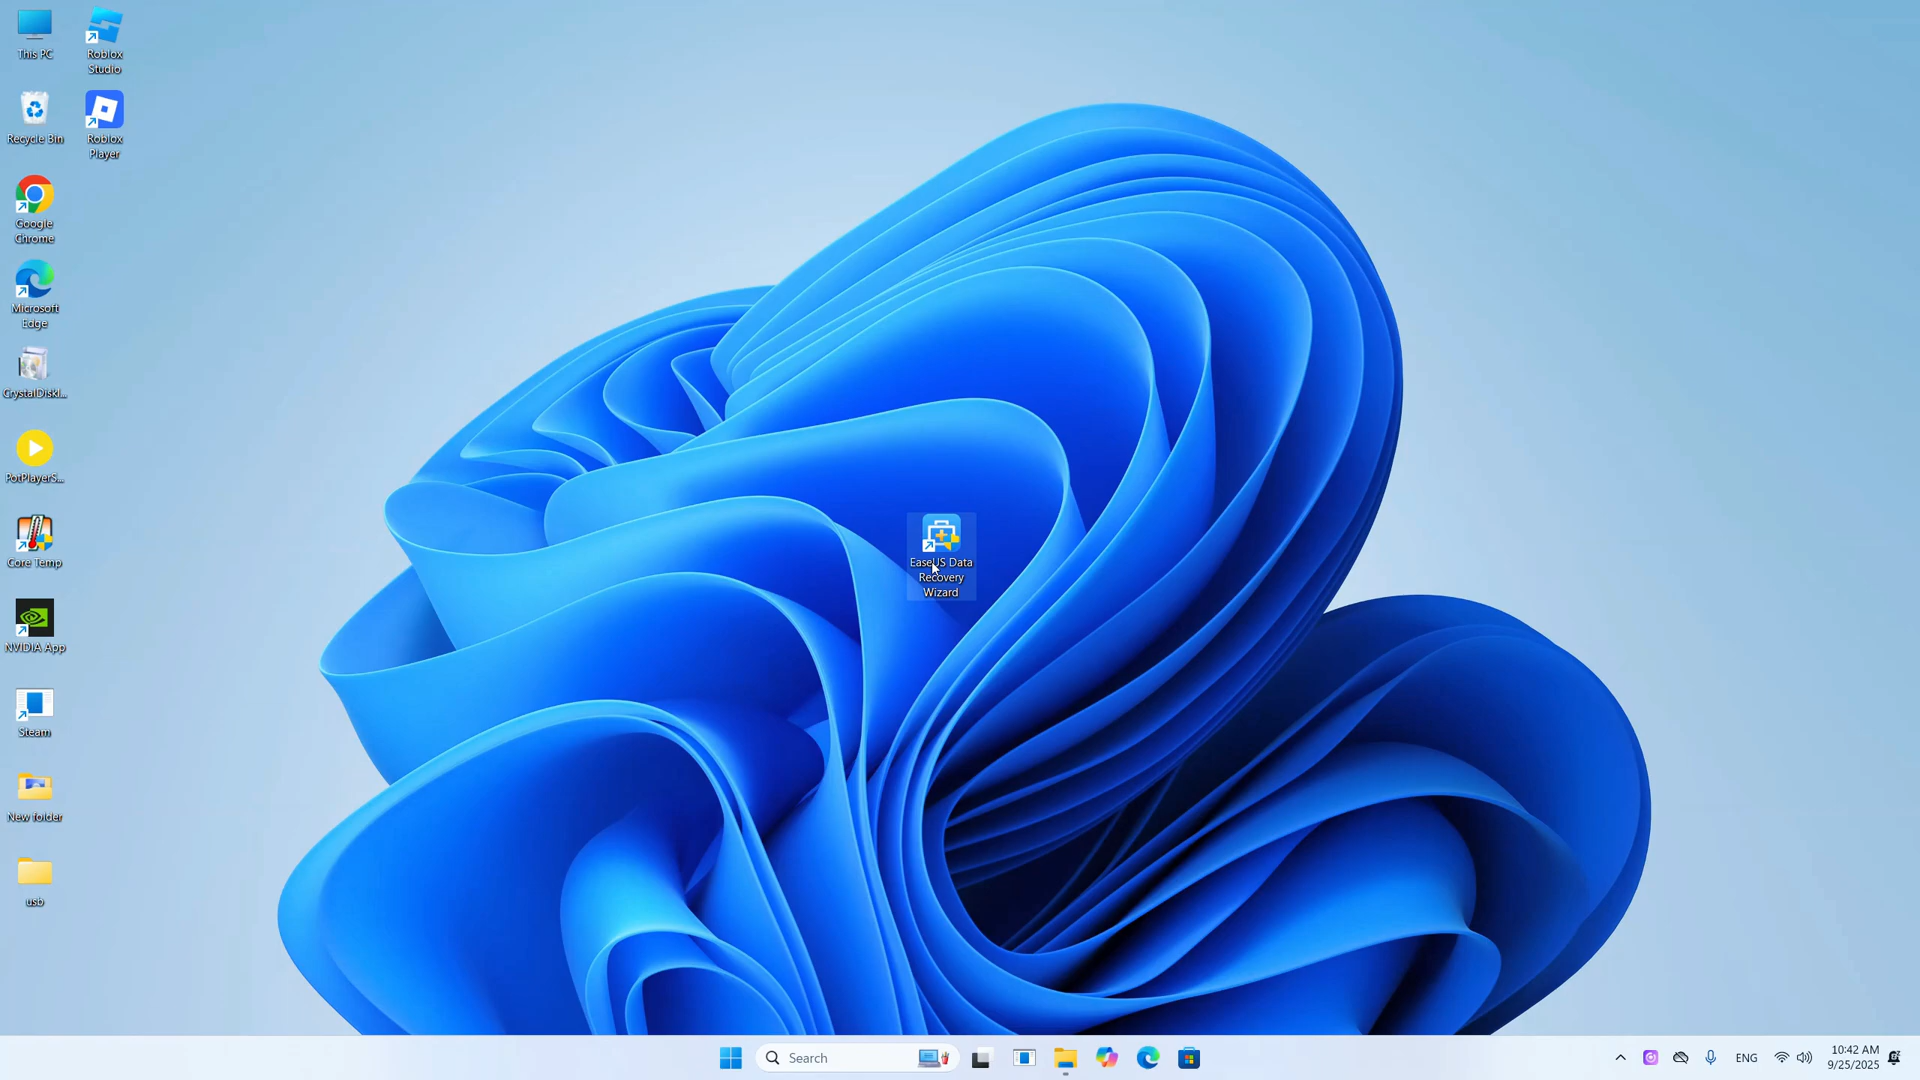 This PC
Roblox
Studio
Recycle Bin
Roblox
Player
Google
Chrome
Microsoft
Edge
CrystalDiskI...
PotPlayerS...
Core Temp
NVIDIA App
Steam
New folder
usb
EaseUS Data
Recovery
Wizard
Search
ENG
10:42 AM
9/25/2025